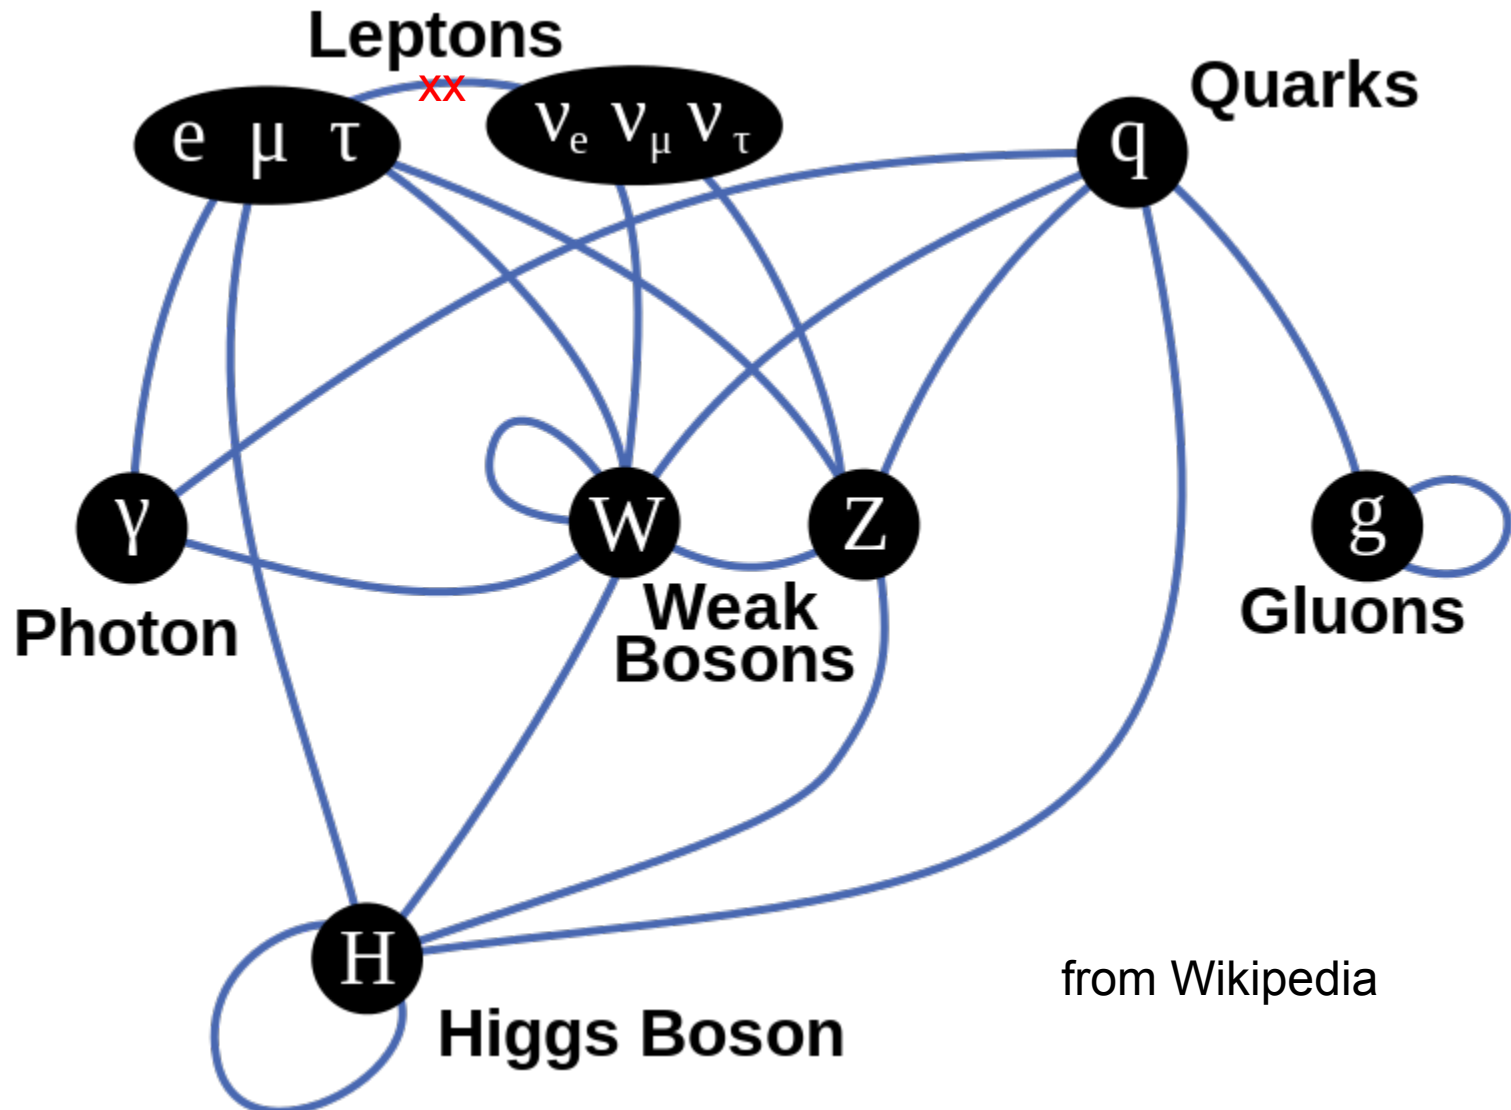 Leptons
xx
Quarks
e μ τ
νe νμ ντ
q
γ
W
Z
g
Photon
Weak
Bosons
Gluons
H
Higgs Boson
from Wikipedia